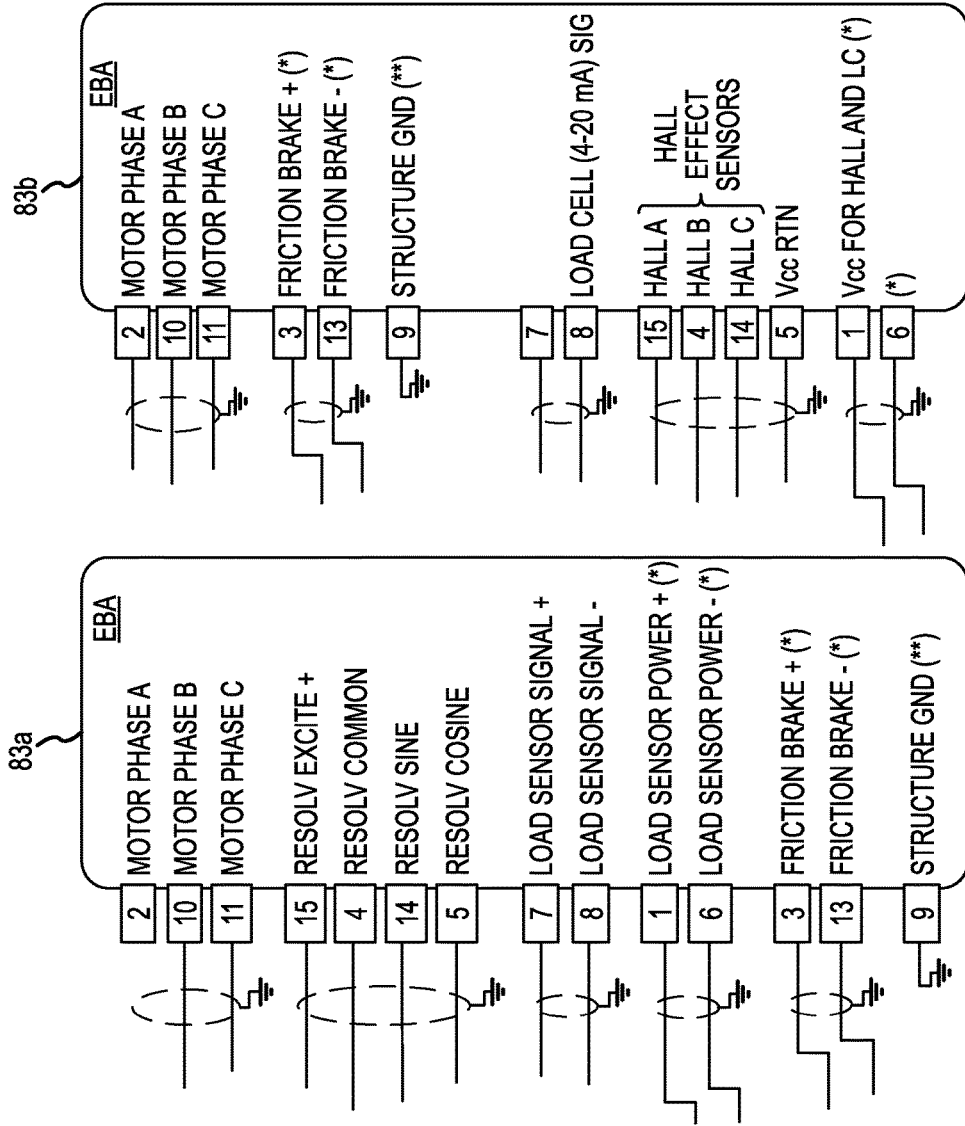 83a
EBA
2 MOTOR PHASE A
10 MOTOR PHASE B
11 MOTOR PHASE C
15 RESOLV EXCITE +
4 RESOLV COMMON
14 RESOLV SINE
5 RESOLV COSINE
7 LOAD SENSOR SIGNAL +
8 LOAD SENSOR SIGNAL -
1 LOAD SENSOR POWER + (*)
6 LOAD SENSOR POWER - (*)
3 FRICTION BRAKE + (*)
13 FRICTION BRAKE - (*)
9 STRUCTURE GND (**)
83b
EBA
2 MOTOR PHASE A
10 MOTOR PHASE B
11 MOTOR PHASE C
3 FRICTION BRAKE + (*)
13 FRICTION BRAKE - (*)
9 STRUCTURE GND (**)
7
8 LOAD CELL (4-20 mA) SIG
15 HALL A
4 HALL B
14 HALL C
HALL
EFFECT
SENSORS
5 Vcc RTN
1 Vcc FOR HALL AND LC (*)
6 (*)